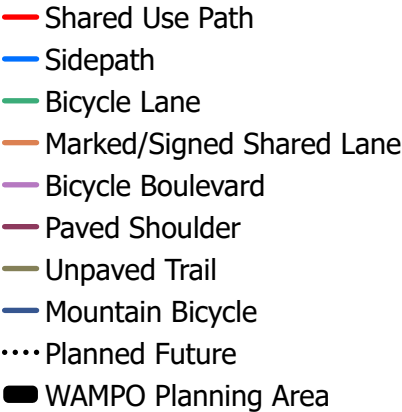 Shared Use Path
Sidepath
Bicycle Lane
Marked/Signed Shared Lane
Bicycle Boulevard
Paved Shoulder
Unpaved Trail
Mountain Bicycle
Planned Future
WAMPO Planning Area